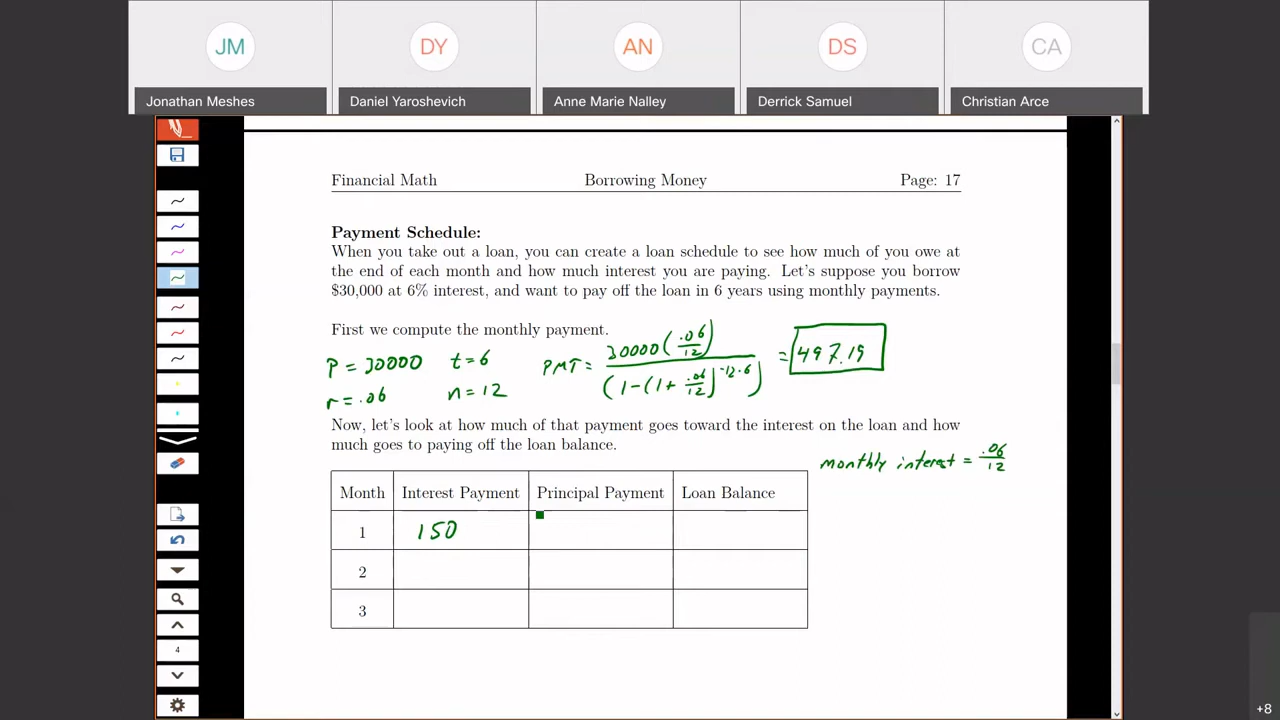 JM DY AN DS CA
Jonathan Meshes Daniel Yaroshevich Anne Marie Nalley Derrick Samuel Christian Arce
Financial Math Borrowing Money Page: 17
Payment Schedule:
When you take out a loan, you can create a loan schedule to see how much of you owe at
the end of each month and how much interest you are paying. Let's suppose you borrow
$30,000 at 6% interest, and want to pay off the loan in 6 years using monthly payments.
First we compute the monthly payment.
P = 30000 t = 6 PMT = 30000 (.06/12) / (1-(1+ .06/12)^-12·6) = 497.19
r = .06 n = 12
Now, let's look at how much of that payment goes toward the interest on the loan and how
much goes to paying off the loan balance.
monthly interest = .06/12
Month Interest Payment Principal Payment Loan Balance
1 150
2
3
4
+8